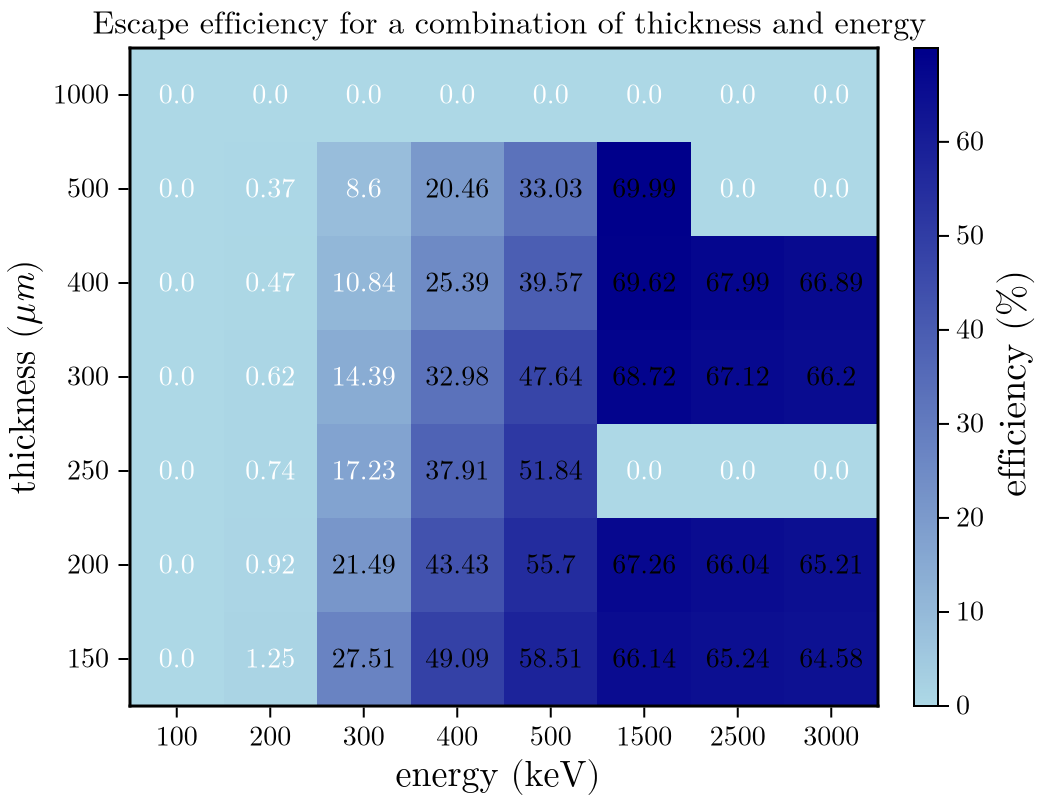 Escape efficiency for a combination of thickness and energy
1000 0.0 0.0 0.0 0.0 0.0 0.0 0.0 0.0
500 0.0 0.37 8.6 20.46 33.03 69.99 0.0 0.0
400 0.0 0.47 10.84 25.39 39.57 69.62 67.99 66.89
300 0.0 0.62 14.39 32.98 47.64 68.72 67.12 66.2
250 0.0 0.74 17.23 37.91 51.84 0.0 0.0 0.0
200 0.0 0.92 21.49 43.43 55.7 67.26 66.04 65.21
150 0.0 1.25 27.51 49.09 58.51 66.14 65.24 64.58
100 200 300 400 500 1500 2500 3000
energy (keV)
thickness (μm)
60
50
40
30
20
10
0
efficiency (%)